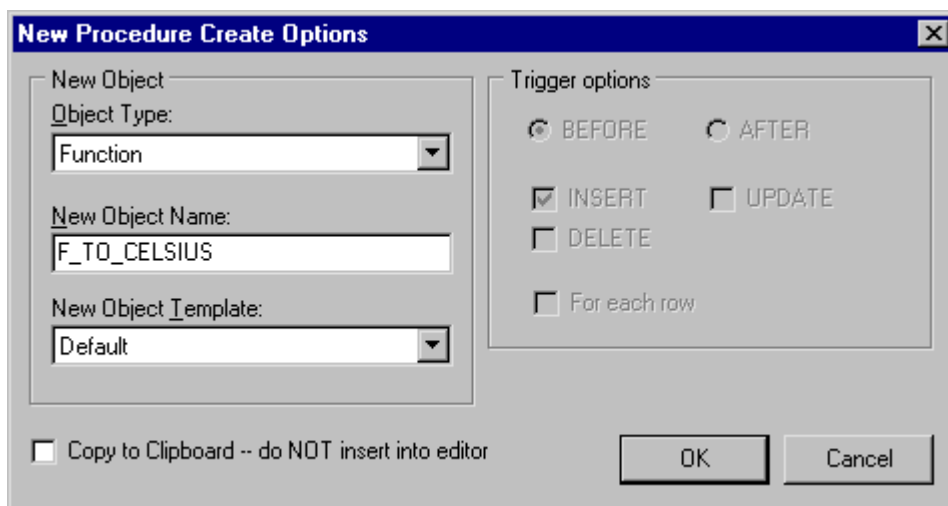 New Procedure Create Options
New Object
Object Type:
Function
New Object Name:
F_TO_CELSIUS
New Object Template:
Default
Trigger options
BEFORE AFTER
INSERT UPDATE
DELETE
For each row
Copy to Clipboard -- do NOT insert into editor
OK Cancel